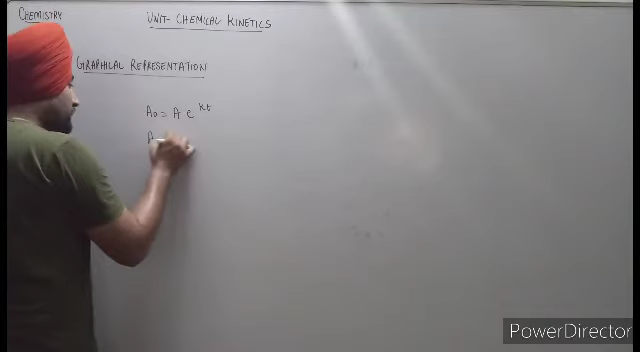 CHEMISTRY
UNIT- CHEMICAL KINETICS
GRAPHICAL REPRESENTATION
A₀ = A e^kt
A
PowerDirector